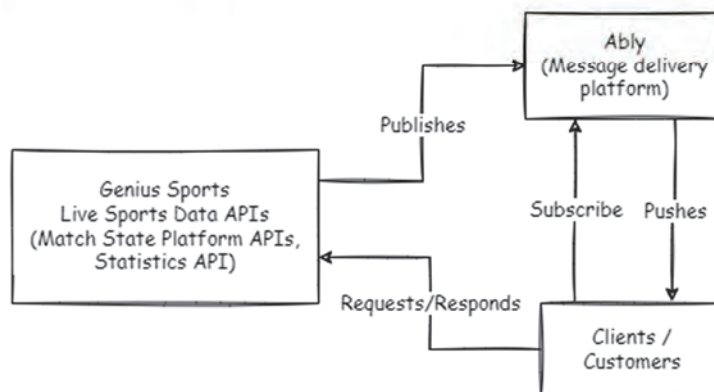 Ably
(Message delivery
platform)
Publishes
Genius Sports
Live Sports Data APIs
(Match State Platform APIs,
Statistics API)
Subscribe
Pushes
Requests/Responds
Clients /
Customers